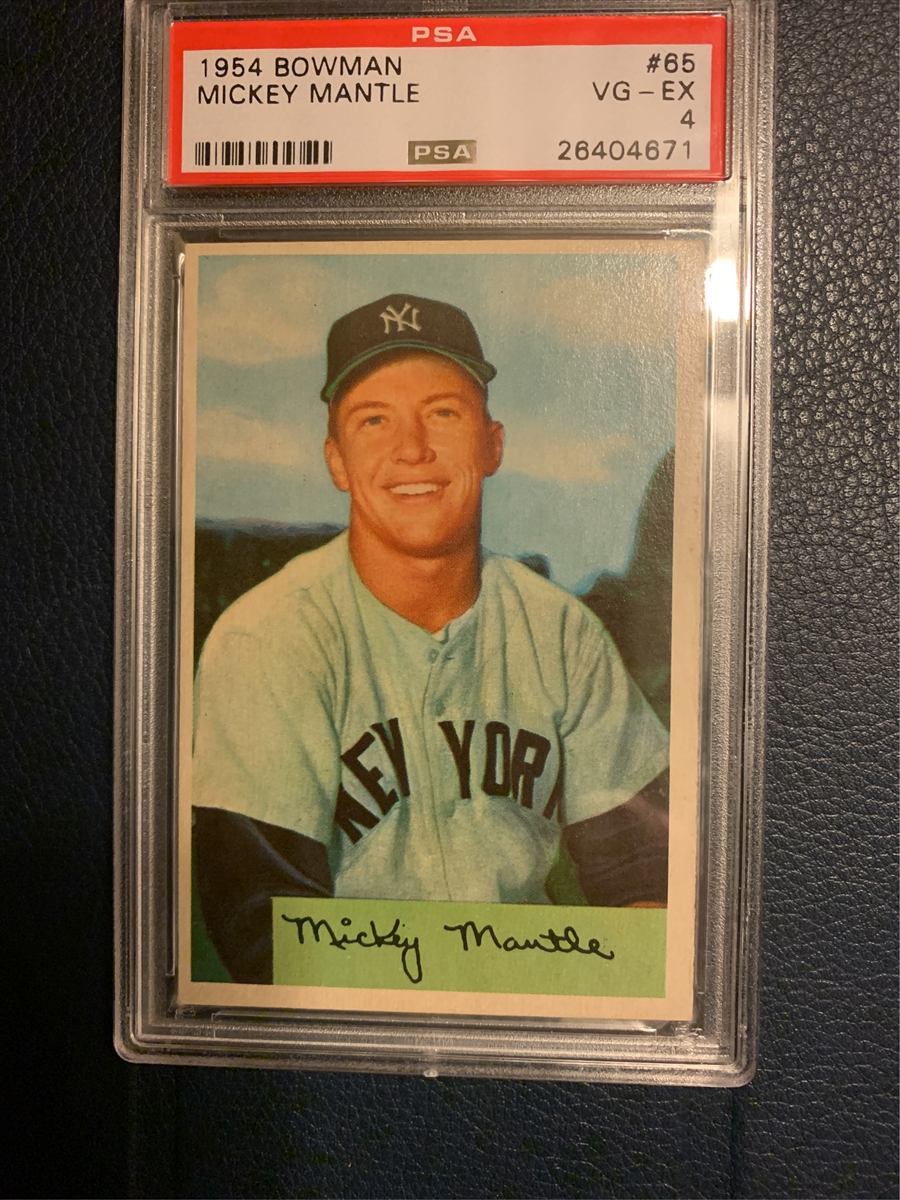 PSA
1954 BOWMAN #65
MICKEY MANTLE VG - EX
4
PSA 26404671
NY
NEW YORK
Mickey Mantle